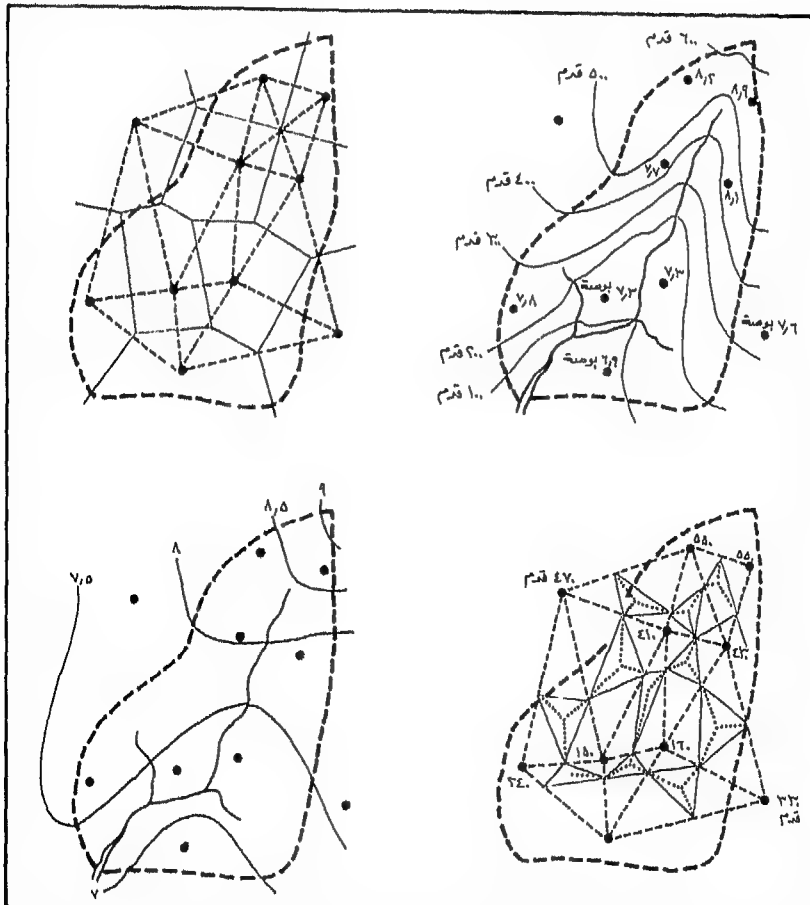 ٦٠٠ قدم
٥٠٠ قدم
٨,٢
٨,٩
٧,٧
٨,١
٤٠٠ قدم
٣٠٠ قدم
٧,٨
٧,٣ بوصة
٧,٣
٧,٦ بوصة
٢٠٠ قدم
٦,٩ بوصة
١٠٠ قدم
٩
٨,٥
٨
٧,٥
٧
٥٥٠
٥٥٠
٤٧٠ قدم
٤١٠
٤٢٠
١٥٠
١٦٠
٢٤٠
٣٢٠
قدم